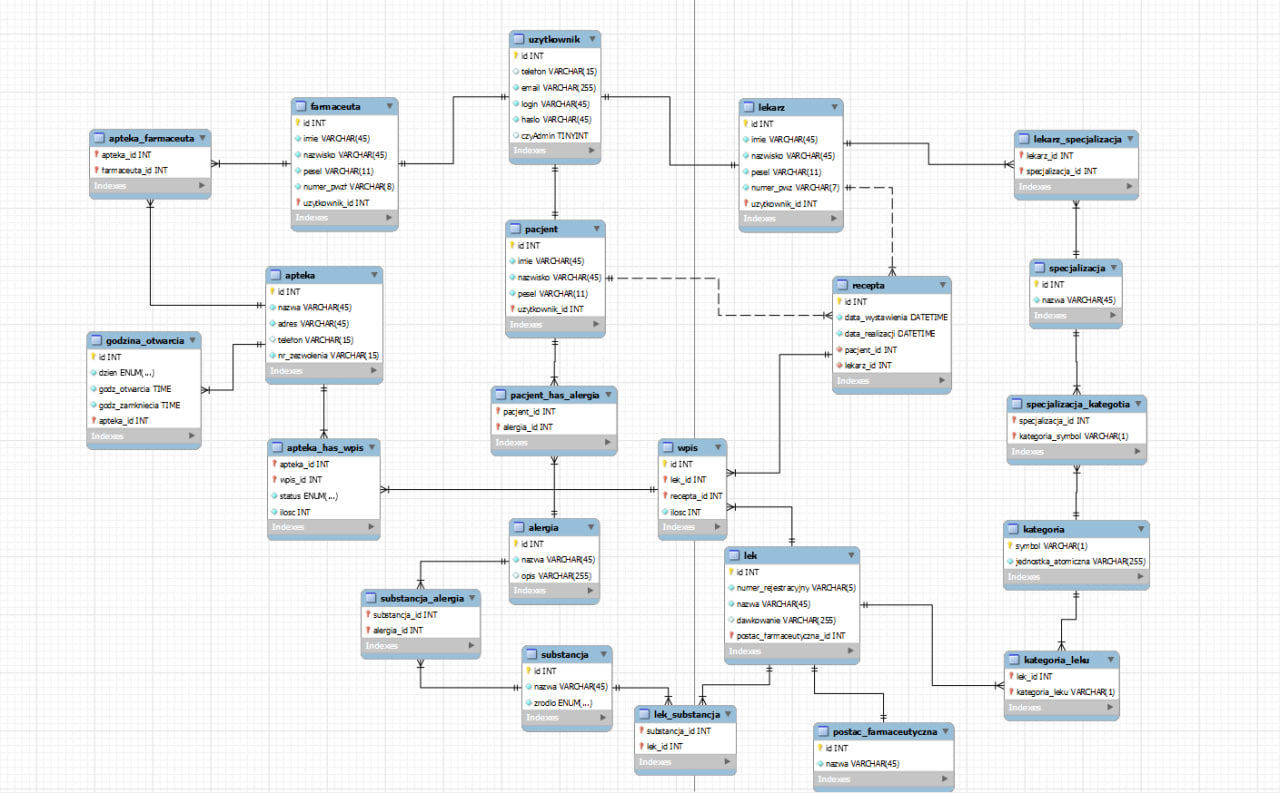 uzytkownik
id INT
telefon VARCHAR(15)
email VARCHAR(255)
login VARCHAR(45)
haslo VARCHAR(45)
czyAdmin TINYINT
Indexes
farmaceuta
id INT
imie VARCHAR(45)
nazwisko VARCHAR(45)
pesel VARCHAR(11)
numer_pwzf VARCHAR(8)
uzytkownik_id INT
Indexes
lekarz
id INT
imie VARCHAR(45)
nazwisko VARCHAR(45)
pesel VARCHAR(11)
numer_pwz VARCHAR(7)
uzytkownik_id INT
Indexes
apteka_farmaceuta
apteka_id INT
farmaceuta_id INT
Indexes
lekarz_specjalizacja
lekarz_id INT
specjalizacja_id INT
Indexes
pacjent
id INT
imie VARCHAR(45)
nazwisko VARCHAR(45)
pesel VARCHAR(11)
uzytkownik_id INT
Indexes
apteka
id INT
nazwa VARCHAR(45)
adres VARCHAR(45)
telefon VARCHAR(15)
nr_zezwolenia VARCHAR(15)
Indexes
specjalizacja
id INT
nazwa VARCHAR(45)
Indexes
recepta
id INT
data_wystawienia DATETIME
data_realizacji DATETIME
pacjent_id INT
lekarz_id INT
Indexes
godzina_otwarcia
id INT
dzien ENUM(...)
godz_otwarcia TIME
godz_zamkniecia TIME
apteka_id INT
Indexes
pacjent_has_alergia
pacjent_id INT
alergia_id INT
Indexes
specjalizacja_kategotia
specjalizacja_id INT
kategoria_symbol VARCHAR(1)
Indexes
apteka_has_wpis
apteka_id INT
wpis_id INT
status ENUM(...)
ilosc INT
Indexes
wpis
id INT
lek_id INT
recepta_id INT
ilosc INT
Indexes
alergia
id INT
nazwa VARCHAR(45)
opis VARCHAR(255)
Indexes
kategoria
symbol VARCHAR(1)
jednostka_atomiczna VARCHAR(255)
Indexes
lek
id INT
numer_rejestracyjny VARCHAR(5)
nazwa VARCHAR(45)
dawkowanie VARCHAR(255)
postac_farmaceutyczna_id INT
Indexes
substancja_alergia
substancja_id INT
alergia_id INT
Indexes
substancja
id INT
nazwa VARCHAR(45)
zrodlo ENUM(...)
Indexes
kategoria_leku
lek_id INT
kategoria_leku VARCHAR(1)
Indexes
lek_substancja
substancja_id INT
lek_id INT
Indexes
postac_farmaceutyczna
id INT
nazwa VARCHAR(45)
Indexes